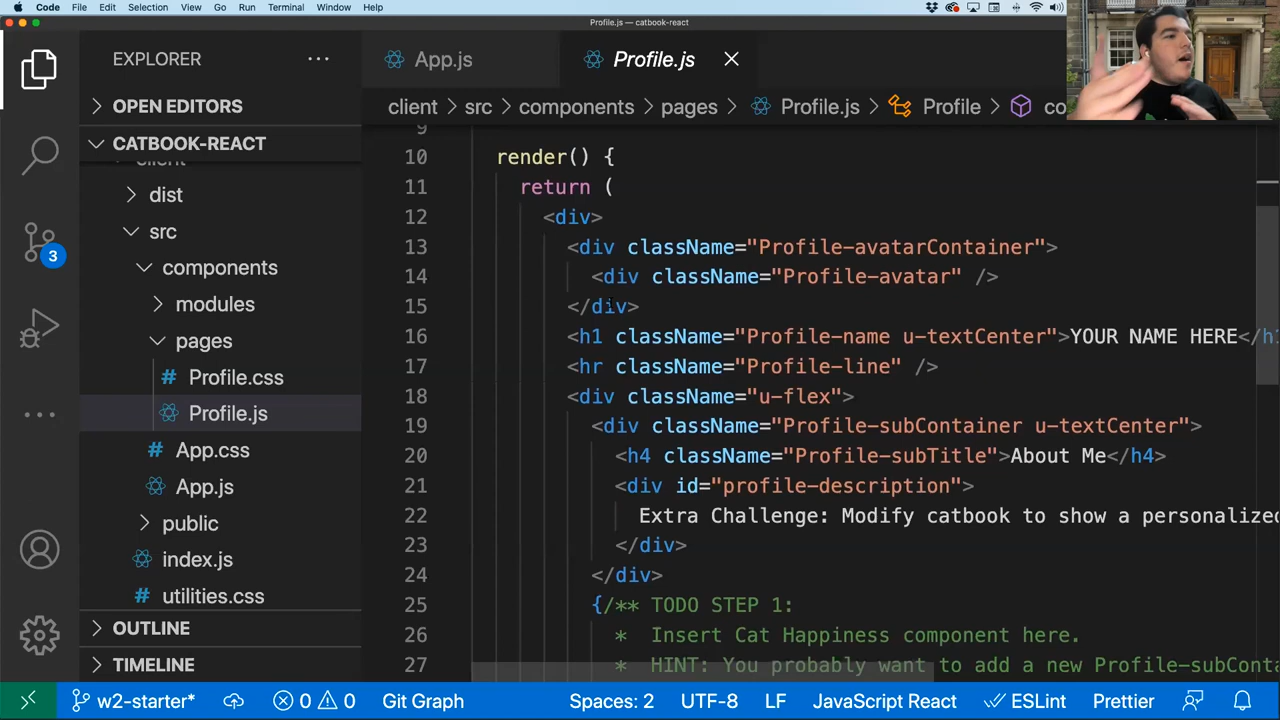 Code File Edit Selection View Go Run Terminal Window Help
Profile.js — catbook-react
EXPLORER
OPEN EDITORS
CATBOOK-REACT
client
dist
src
components
modules
pages
# Profile.css
Profile.js
# App.css
App.js
public
index.js
# utilities.css
OUTLINE
TIMELINE
3
App.js Profile.js
client > src > components > pages > Profile.js > Profile > co
9
10 render() {
11 return (
12 <div>
13 <div className="Profile-avatarContainer">
14 <div className="Profile-avatar" />
15 </div>
16 <h1 className="Profile-name u-textCenter">YOUR NAME HERE</h
17 <hr className="Profile-line" />
18 <div className="u-flex">
19 <div className="Profile-subContainer u-textCenter">
20 <h4 className="Profile-subTitle">About Me</h4>
21 <div id="profile-description">
22 Extra Challenge: Modify catbook to show a personalized
23 </div>
24 </div>
25 {/** TODO STEP 1:
26 * Insert Cat Happiness component here.
27 * HINT: You probably want to add a new Profile-subConta
w2-starter* 0 0 Git Graph Spaces: 2 UTF-8 LF JavaScript React ESLint Prettier